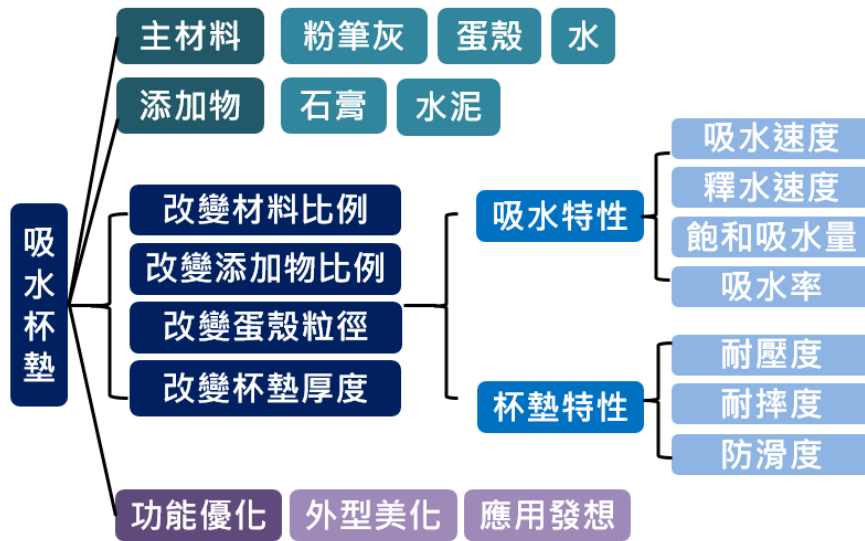 主材料 粉筆灰 蛋殼 水
添加物 石膏 水泥
吸水杯墊
改變材料比例
改變添加物比例
改變蛋殼粒徑
改變杯墊厚度
吸水特性
吸水速度
釋水速度
飽和吸水量
吸水率
杯墊特性
耐壓度
耐摔度
防滑度
功能優化 外型美化 應用發想